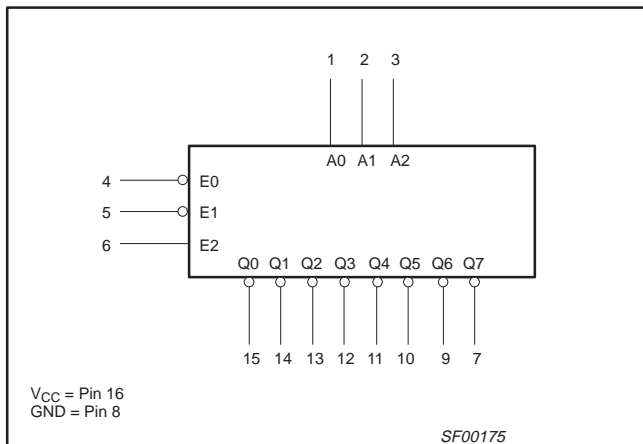 1 2 3
A0 A1 A2
4 E0
5 E1
6 E2
Q0 Q1 Q2 Q3 Q4 Q5 Q6 Q7
15 14 13 12 11 10 9 7
VCC = Pin 16
GND = Pin 8
SF00175